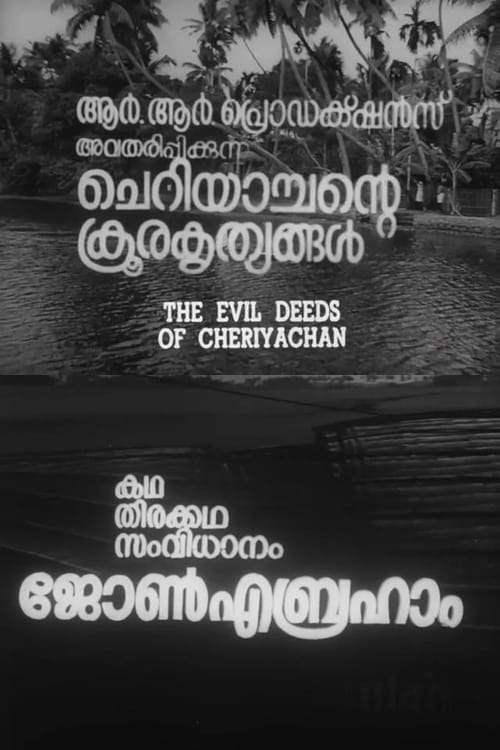 ആർ. ആർ. പ്രൊഡക്ഷൻസ്
അവതരിപ്പിക്കുന്ന
ചെറിയാച്ചന്റെ
ക്രൂരകൃത്യങ്ങൾ
THE EVIL DEEDS
OF CHERIYACHAN
കഥ
തിരക്കഥ
സംവിധാനം
ജോൺഎബ്രഹാം